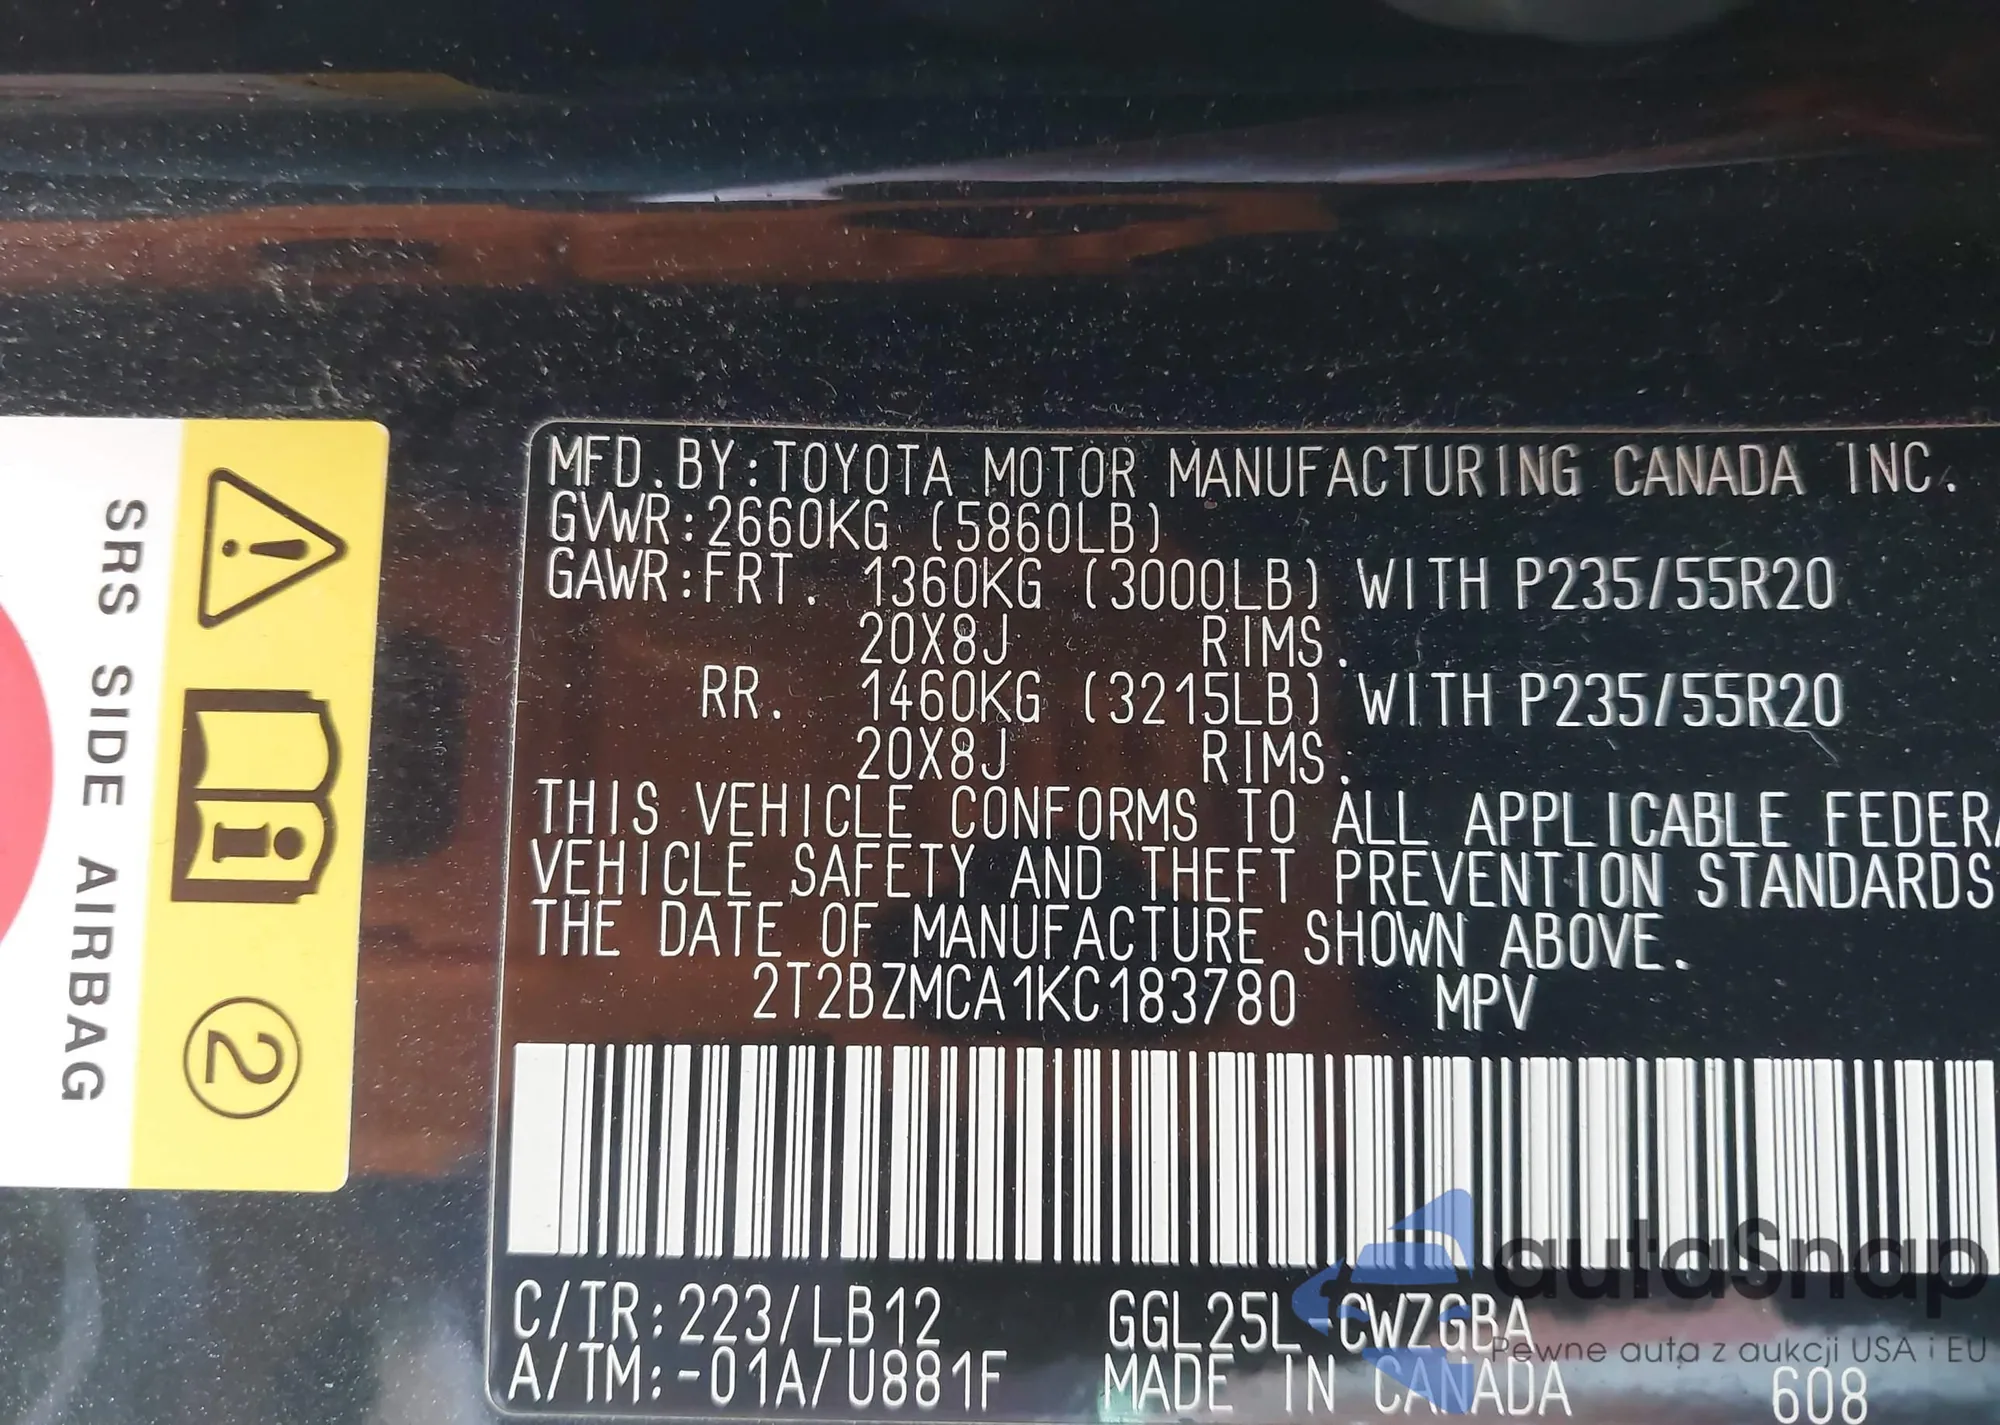 MFD. BY: TOYOTA MOTOR MANUFACTURING CANADA INC.
GVWR: 2660KG (5860LB)
GAWR: FRT. 1360KG (3000LB) WITH P235/55R20
20X8J RIMS.
RR. 1460KG (3215LB) WITH P235/55R20
20X8J RIMS.
THIS VEHICLE CONFORMS TO ALL APPLICABLE FEDERA
VEHICLE SAFETY AND THEFT PREVENTION STANDARDS
THE DATE OF MANUFACTURE SHOWN ABOVE.
2T2BZMCA1KC183780 MPV
C/TR: 223/LB12 GGL25L-CWZGBA
A/TM: -01A/U881F MADE IN CANADA 608
SRS SIDE AIRBAG
2
autaSnap
Pewne auta z aukcji USA i EU